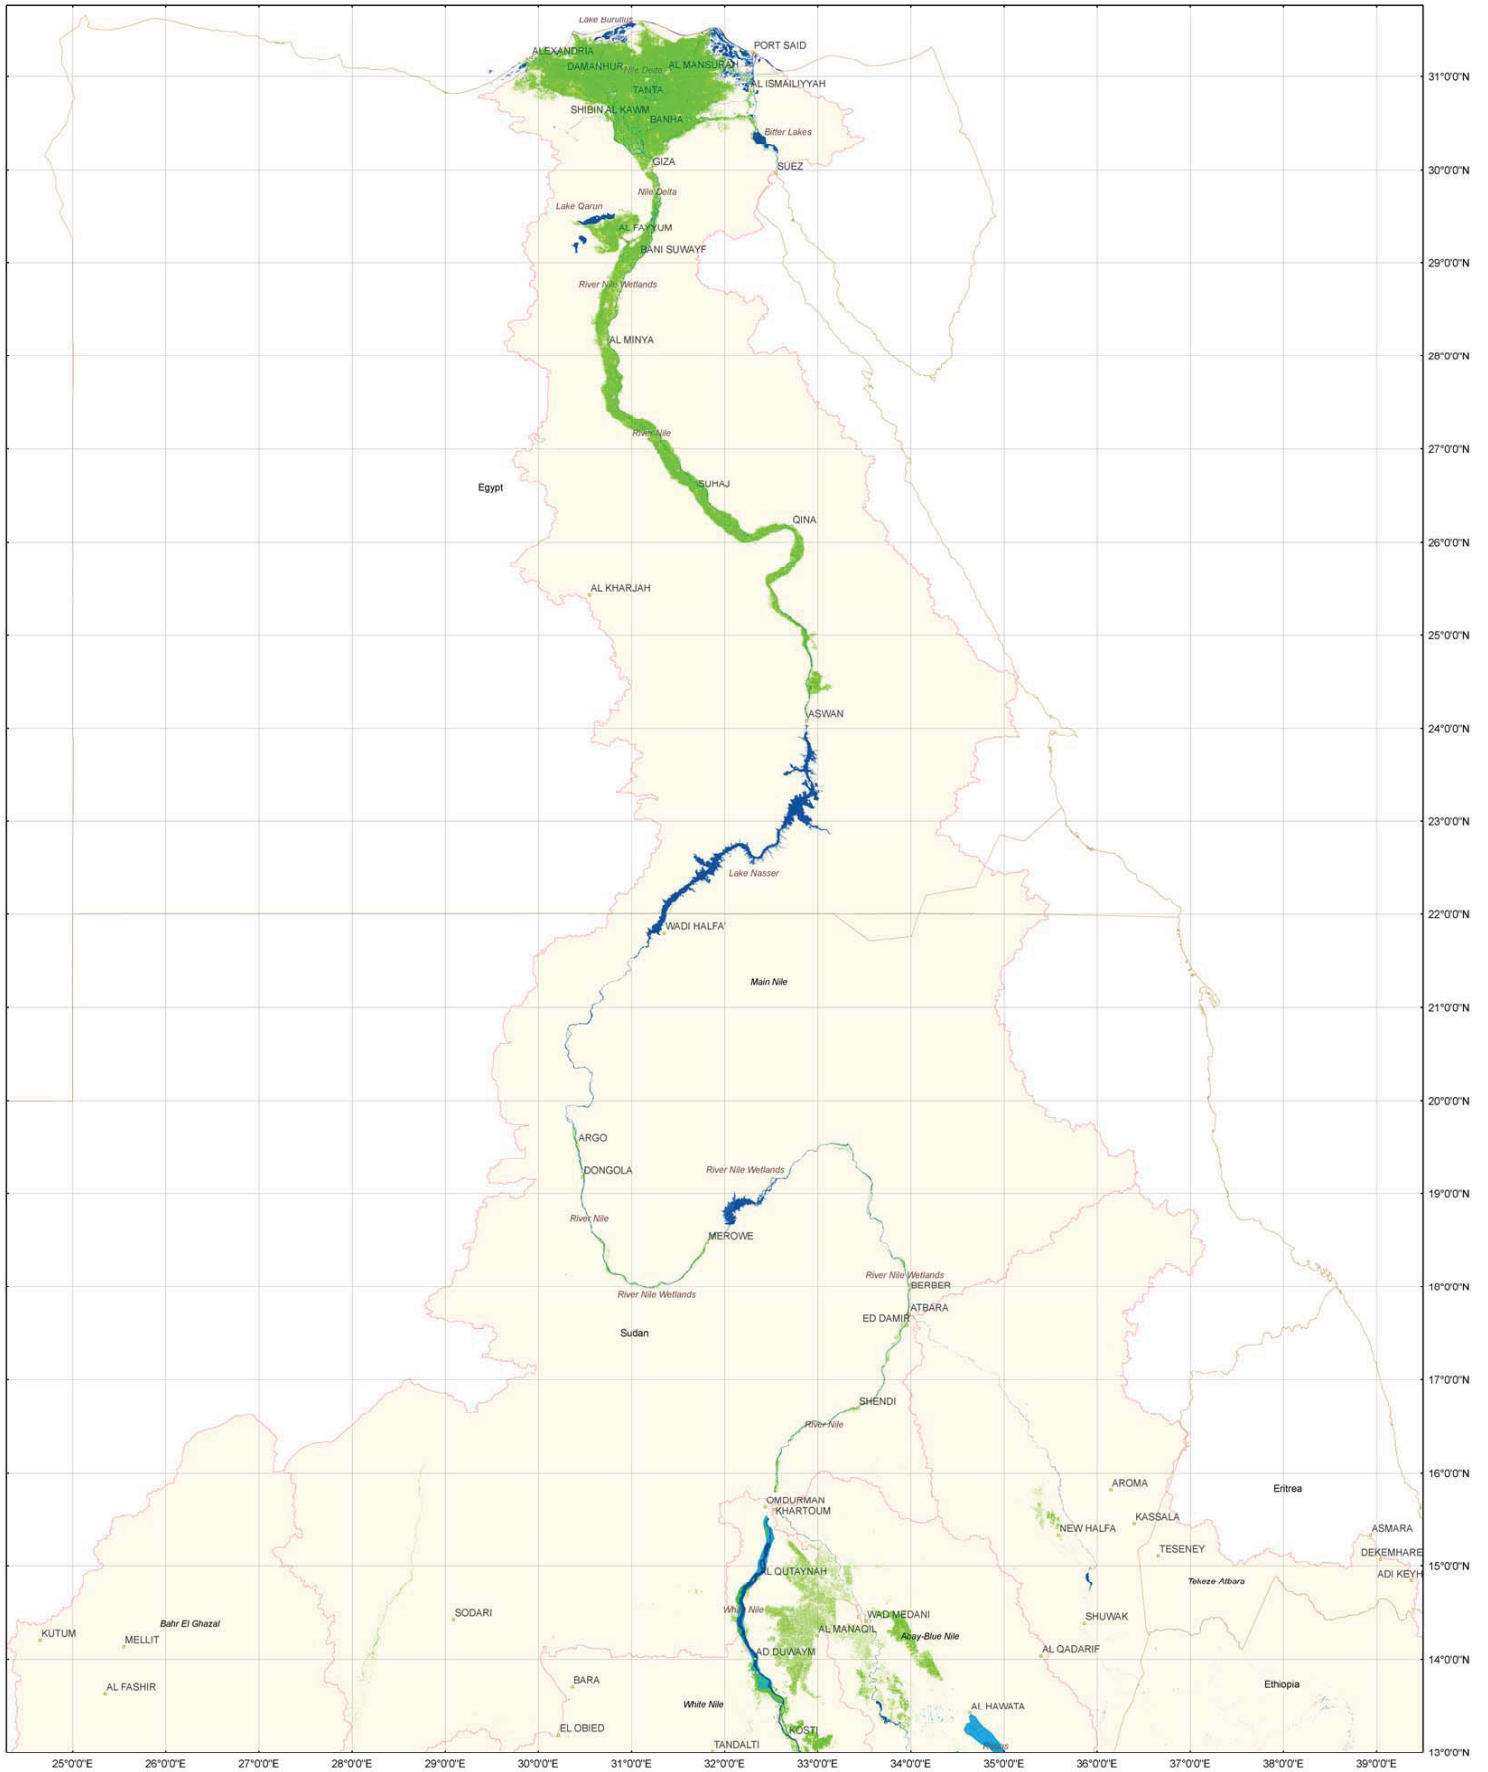 Lake Burullus
PORT SAID
ALEXANDRIA
AL MANSURAH
DAMANHUR
Nile Delta
31°0'0"N
AL ISMAILIYYAH
TANTA
SHIBIN AL KAWM
BANHA
Bitter Lakes
GIZA
SUEZ
30°0'0"N
Nile Delta
Lake Qarun
AL FAYYUM
BANI SUWAYF
29°0'0"N
River Nile Wetlands
AL MINYA
28°0'0"N
River Nile
27°0'0"N
SUHAJ
Egypt
QINA
26°0'0"N
AL KHARJAH
25°0'0"N
ASWAN
24°0'0"N
23°0'0"N
Lake Nasser
22°0'0"N
WADI HALFA'
Main Nile
21°0'0"N
20°0'0"N
ARGO
DONGOLA
River Nile Wetlands
19°0'0"N
River Nile
MEROWE
River Nile Wetlands
BERBER
18°0'0"N
River Nile Wetlands
ATBARA
ED DAMIR
Sudan
17°0'0"N
SHENDI
River Nile
16°0'0"N
AROMA
Eritrea
OMDURMAN
KHARTOUM
KASSALA
NEW HALFA
ASMARA
TESENEY
DEKEMHARE
15°0'0"N
AL QUTAYNAH
ADI KEYH
Tekeze-Atbara
White Nile
SODARI
WAD MEDANI
SHUWAK
Bahr El Ghazal
AL MANAQIL
Abay-Blue Nile
KUTUM
MELLIT
AD DUWAYM
AL QADARIF
14°0'0"N
BARA
Ethiopia
AL FASHIR
White Nile
AL HAWATA
EL OBIED
KOSTI
TANDALTI
13°0'0"N
25°0'0"E 26°0'0"E 27°0'0"E 28°0'0"E 29°0'0"E 30°0'0"E 31°0'0"E 32°0'0"E 33°0'0"E 34°0'0"E 35°0'0"E 36°0'0"E 37°0'0"E 38°0'0"E 39°0'0"E